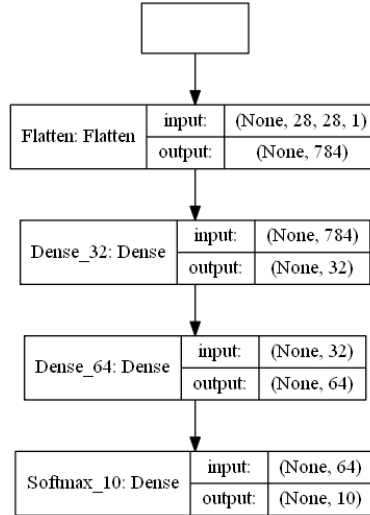 Flatten: Flatten
input: (None, 28, 28, 1)
output: (None, 784)
Dense_32: Dense
input: (None, 784)
output: (None, 32)
Dense_64: Dense
input: (None, 32)
output: (None, 64)
Softmax_10: Dense
input: (None, 64)
output: (None, 10)